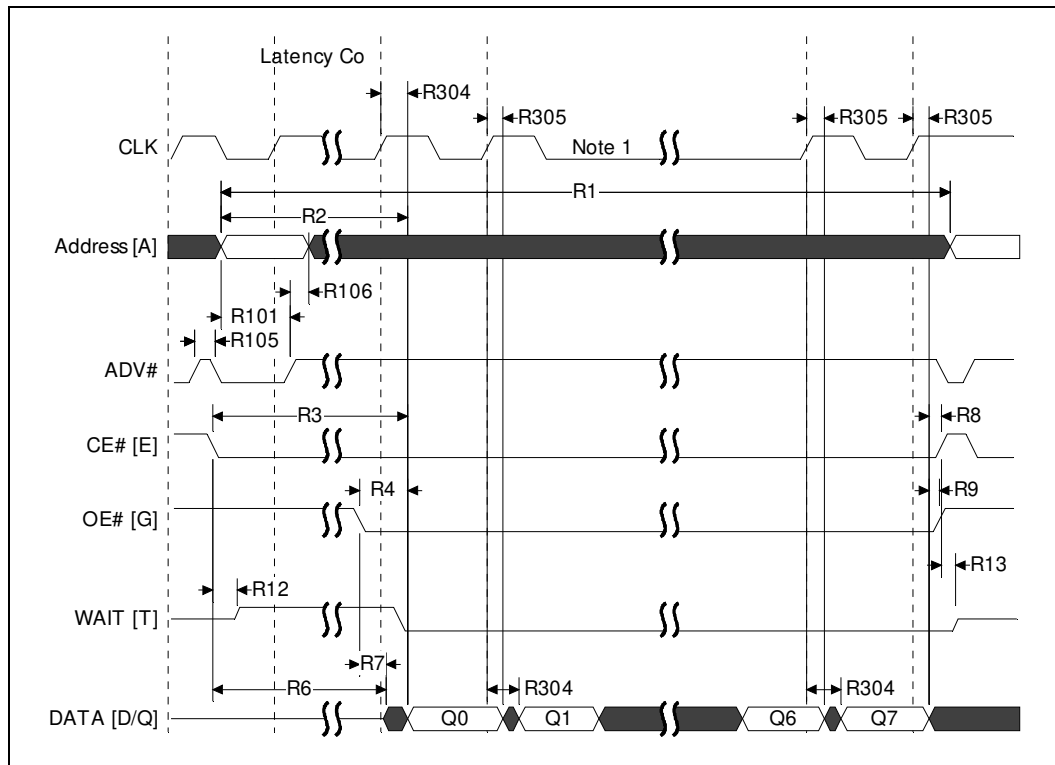 Latency Co
R304
R305 R305 R305
CLK
Note 1
R1
R2
Address [A]
R106
R101
R105
ADV#
R3
R8
CE# [E]
R4
R9
OE# [G]
R13
R12
WAIT [T]
R7
R6
R304 R304
DATA [D/Q]
Q0 Q1 Q6 Q7